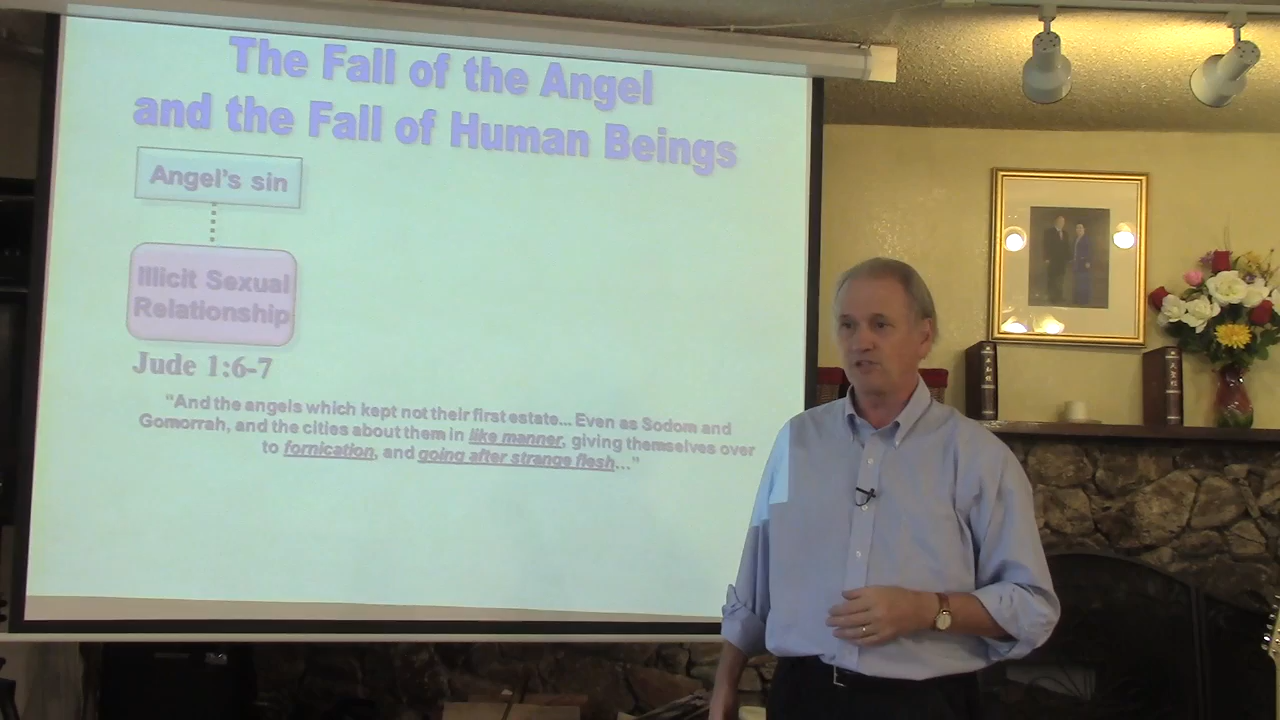 The Fall of the Angel
and the Fall of Human Beings
Angel's sin
Illicit Sexual
Relationship
Jude 1:6-7
"And the angels which kept not their first estate... Even as Sodom and
Gomorrah, and the cities about them in like manner, giving themselves over
to fornication, and going after strange flesh..."